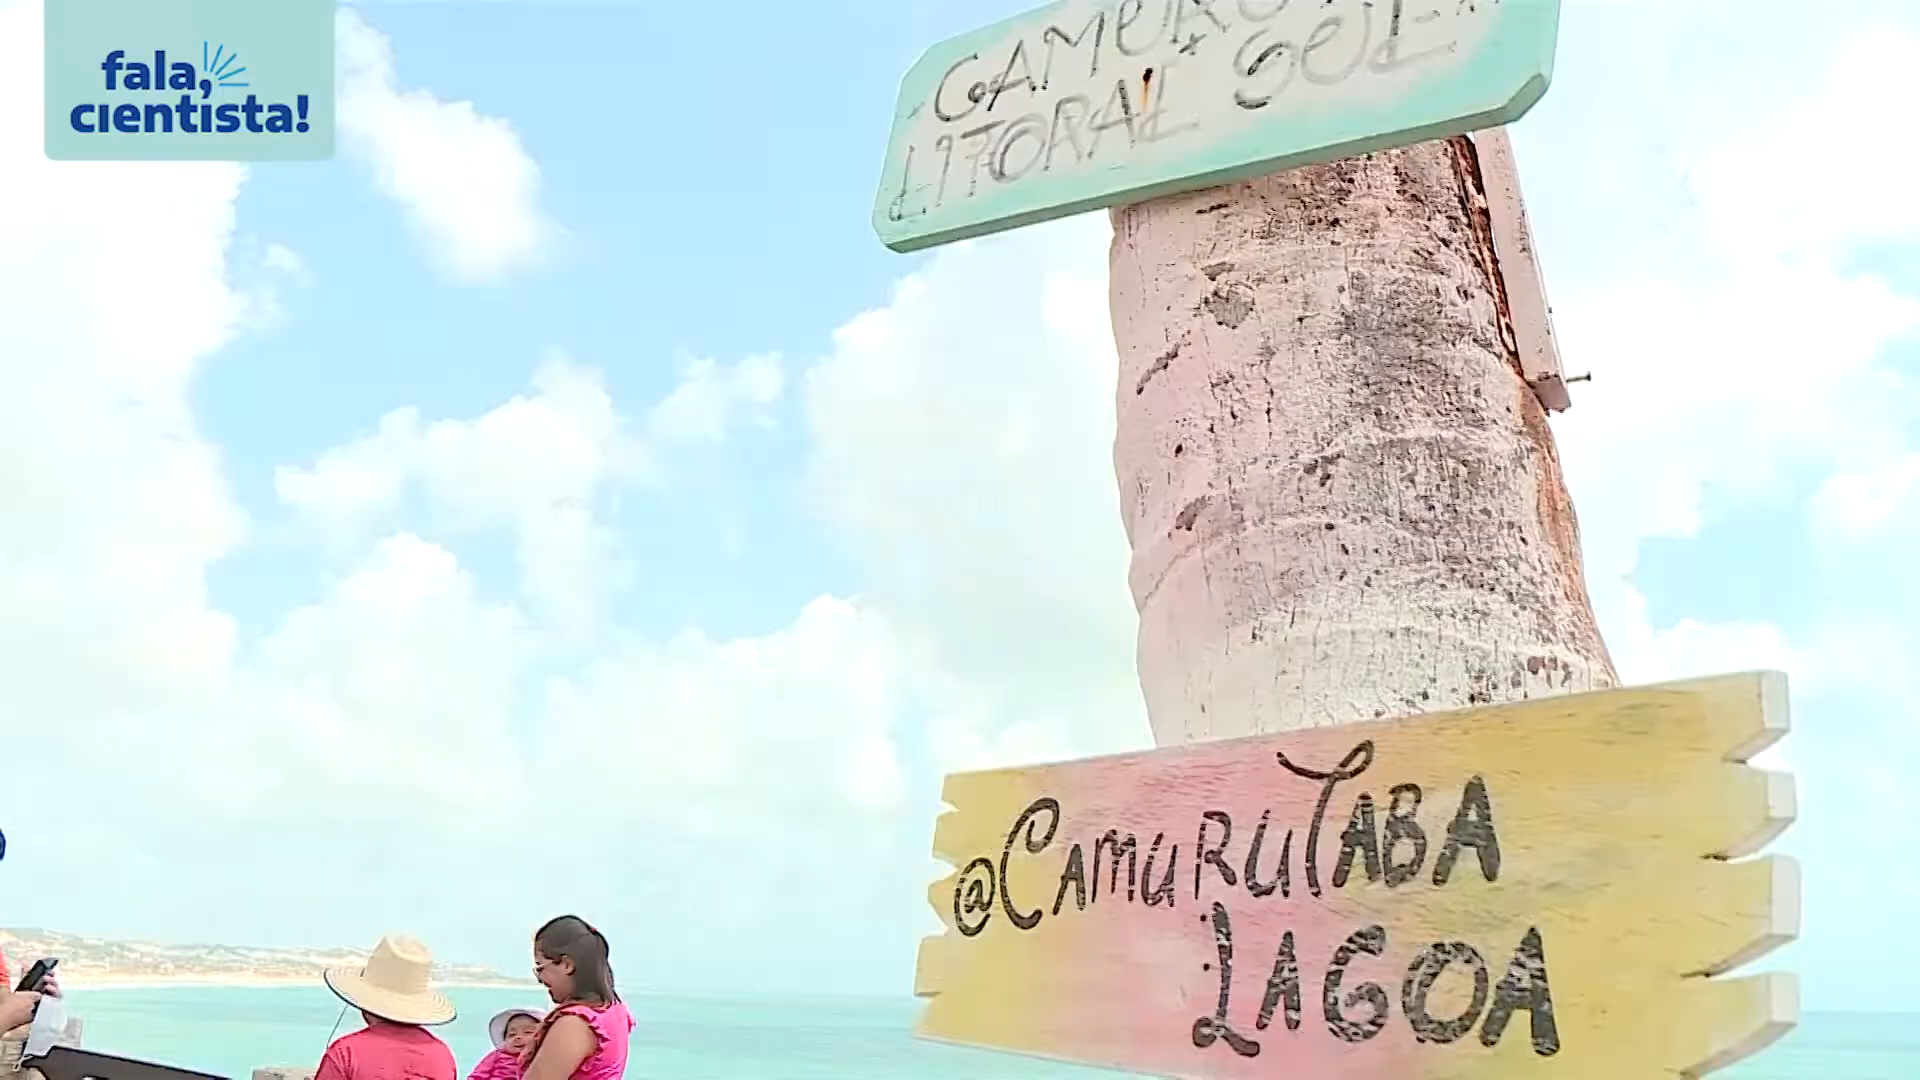 fala,
cientista!
LITORAL SUL
@CAMURUTABA
LAGOA